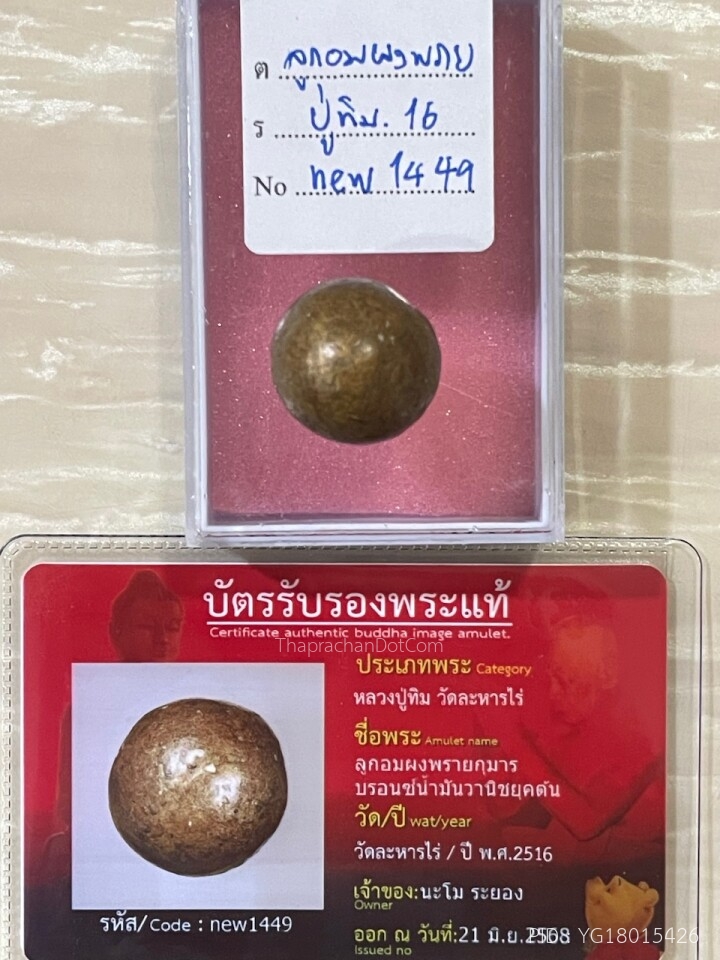 ต ลูกอมผงพภย
ร ปู่ทิม. 16
No new 1449
บัตรรับรองพระแท้
Certificate authentic buddha image amulet.
ThaprachanDotCom
ประเภทพระ Category
หลวงปู่ทิม วัดละหารไร่
ชื่อพระ Amulet name
ลูกอมผงพรายกุมาร
บรอนซ์น้ำมันวานิชยุคต้น
วัด/ปี wat/year
วัดละหารไร่ / ปี พ.ศ.2516
เจ้าของ:นะโม ระยอง
Owner
ออก ณ วันที่:21 มิ.ย.2568
Issued no
รหัส/Code : new1449
YG18015426